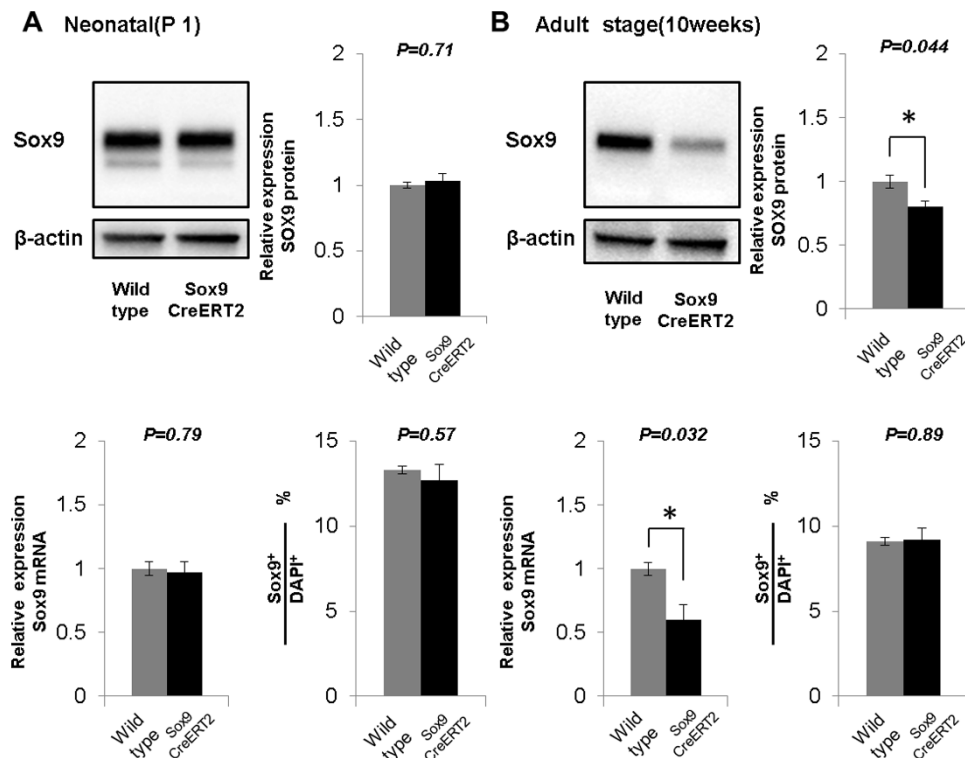 A Neonatal(P 1)
Sox9
β-actin
Wild
type
Sox9
CreERT2
P=0.71
Relative expression
SOX9 protein
2
1.5
1
0.5
0
Wild
type
Sox9
CreERT2
B Adult stage(10weeks)
Sox9
β-actin
Wild
type
Sox9
CreERT2
P=0.044
Relative expression
SOX9 protein
2
1.5
1
0.5
0
*
Wild
type
Sox9
CreERT2
P=0.79
Relative expression
Sox9 mRNA
2
1.5
1
0.5
0
Wild
type
Sox9
CreERT2
P=0.57
Sox9+
DAPI+
%
15
10
5
0
Wild
type
Sox9
CreERT2
P=0.032
Relative expression
Sox9 mRNA
2
1.5
1
0.5
0
*
Wild
type
Sox9
CreERT2
P=0.89
Sox9+
DAPI+
%
15
10
5
0
Wild
type
Sox9
CreERT2